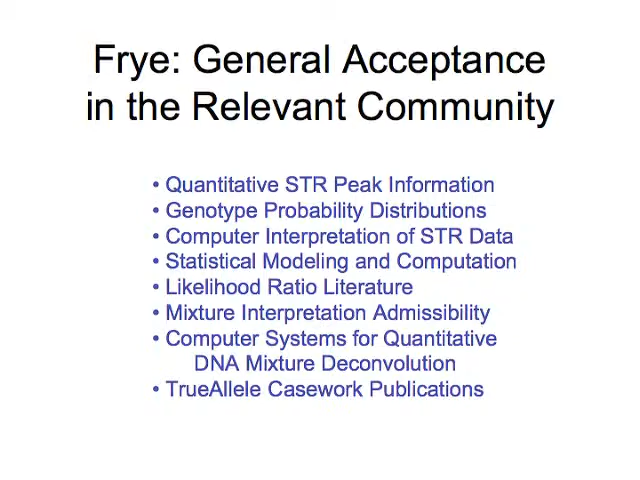 Frye: General Acceptance
in the Relevant Community
• Quantitative STR Peak Information
• Genotype Probability Distributions
• Computer Interpretation of STR Data
• Statistical Modeling and Computation
• Likelihood Ratio Literature
• Mixture Interpretation Admissibility
• Computer Systems for Quantitative
DNA Mixture Deconvolution
• TrueAllele Casework Publications